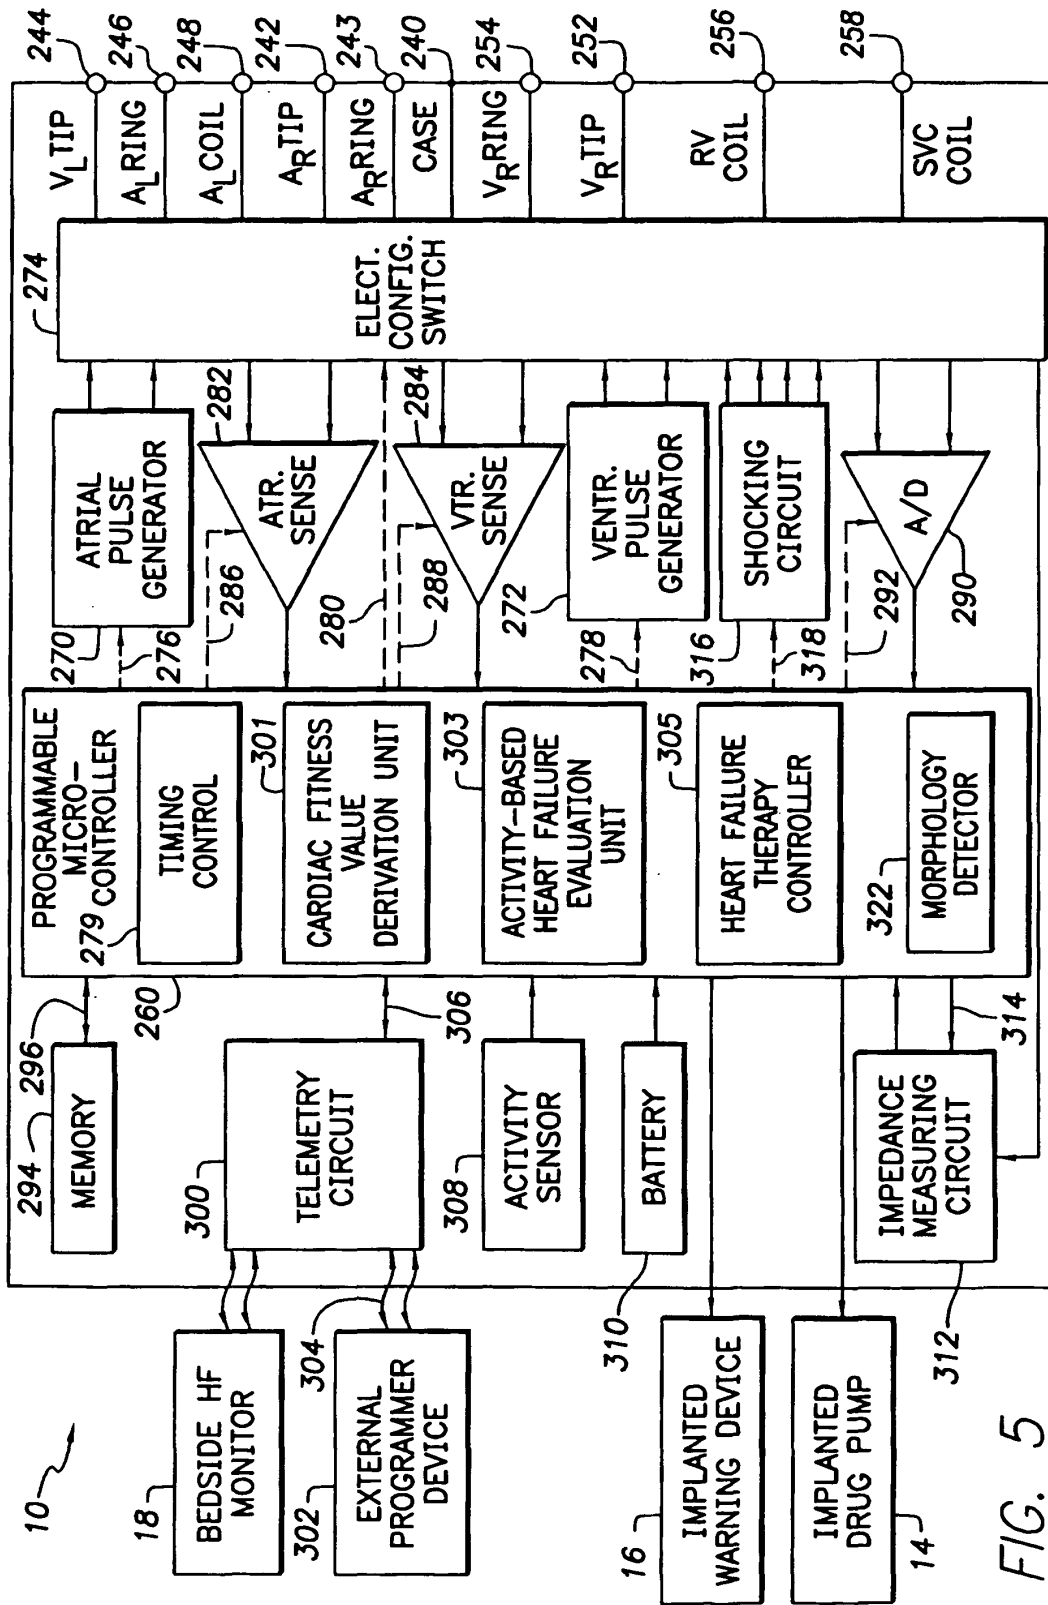 10
18
BEDSIDE HF
MONITOR
302
EXTERNAL
PROGRAMMER
DEVICE
304
16
IMPLANTED
WARNING DEVICE
IMPLANTED
DRUG PUMP
14
294
MEMORY
296
300
TELEMETRY
CIRCUIT
306
308
ACTIVITY
SENSOR
BATTERY
310
IMPEDANCE
MEASURING
CIRCUIT
312
314
260
PROGRAMMABLE
MICRO-
CONTROLLER
279
TIMING
CONTROL
301
CARDIAC FITNESS
VALUE
DERIVATION UNIT
303
ACTIVITY-BASED
HEART FAILURE
EVALUATION
UNIT
305
HEART FAILURE
THERAPY
CONTROLLER
322
MORPHOLOGY
DETECTOR
270
ATRIAL
PULSE
GENERATOR
276
286
282
ATR.
SENSE
280
288
284
VTR.
SENSE
272
VENTR.
PULSE
GENERATOR
278
316
SHOCKING
CIRCUIT
318
292
A/D
290
274
ELECT.
CONFIG.
SWITCH
VL TIP
244
AL RING
246
AL COIL
248
AR TIP
242
AR RING
243
CASE
240
VR RING
254
VR TIP
252
RV
COIL
256
SVC
COIL
258
FIG. 5